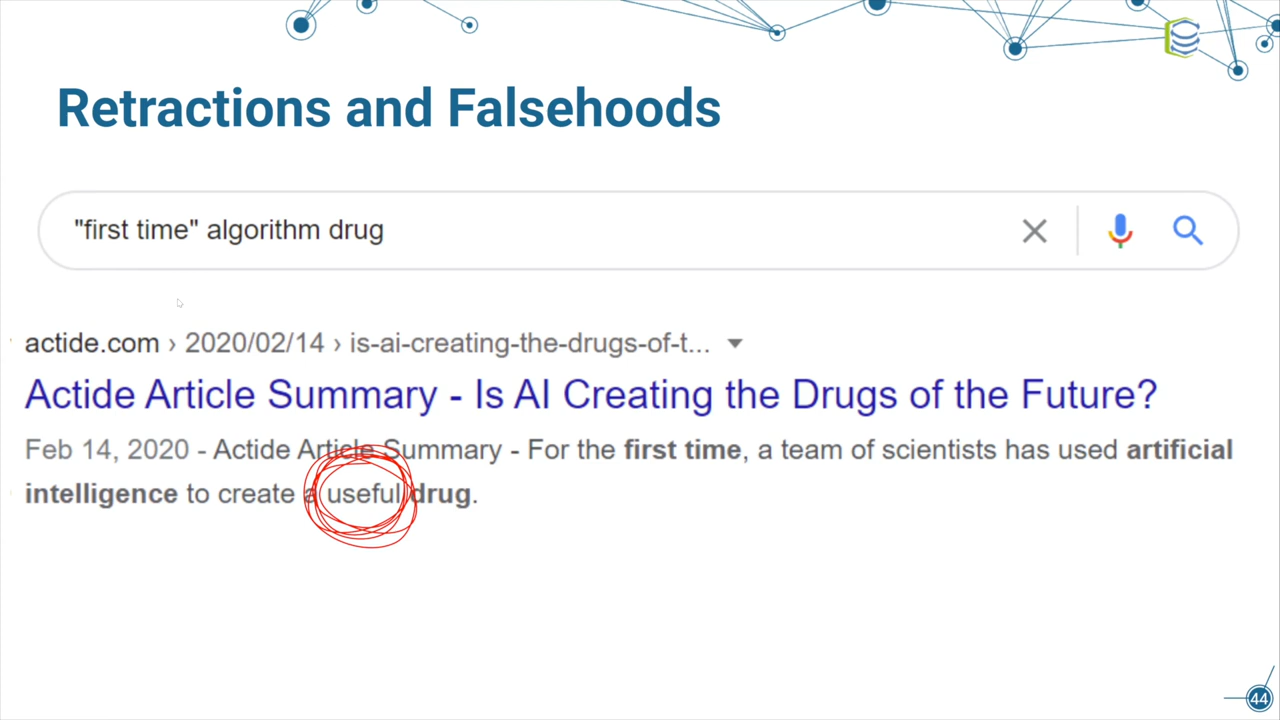 Retractions and Falsehoods
"first time" algorithm drug
actide.com › 2020/02/14 › is-ai-creating-the-drugs-of-t...
Actide Article Summary - Is AI Creating the Drugs of the Future?
Feb 14, 2020 - Actide Article Summary - For the first time, a team of scientists has used artificial
intelligence to create a useful drug.
44